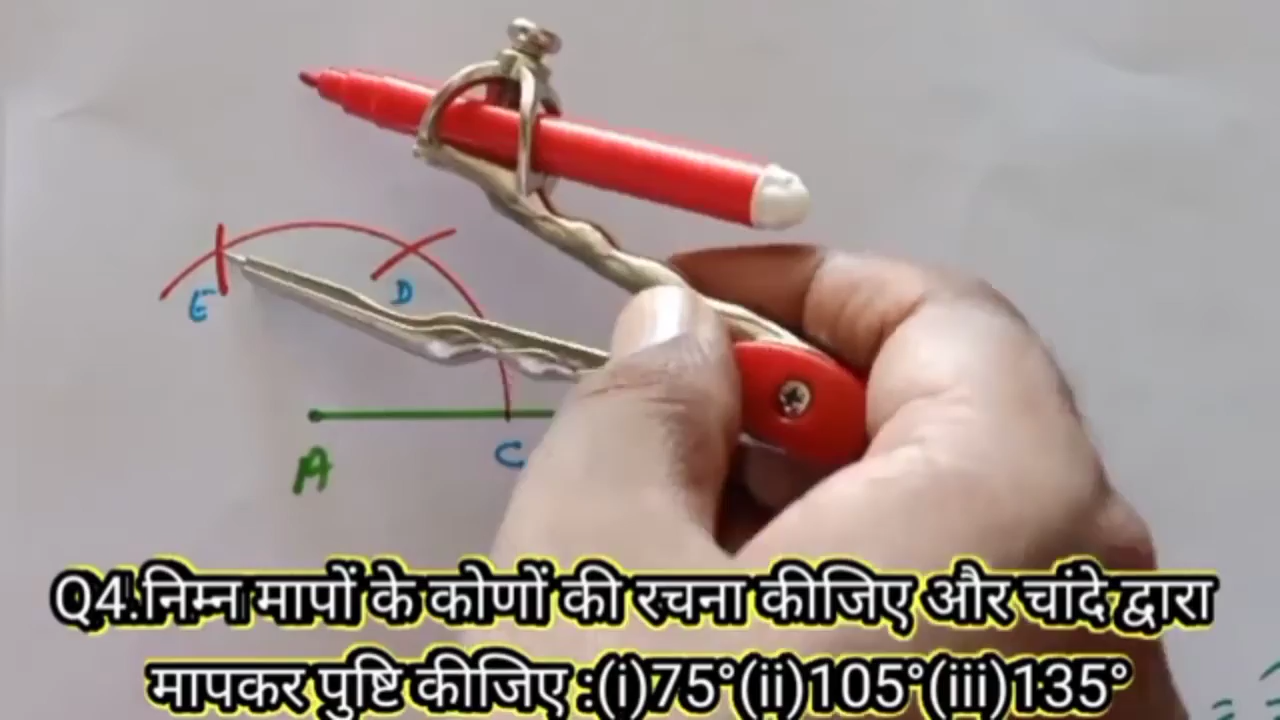 E
D
C
A
Q4.निम्न मापों के कोणों की रचना कीजिए और चांदे द्वारा
मापकर पुष्टि कीजिए :(i)75°(ii)105°(iii)135°